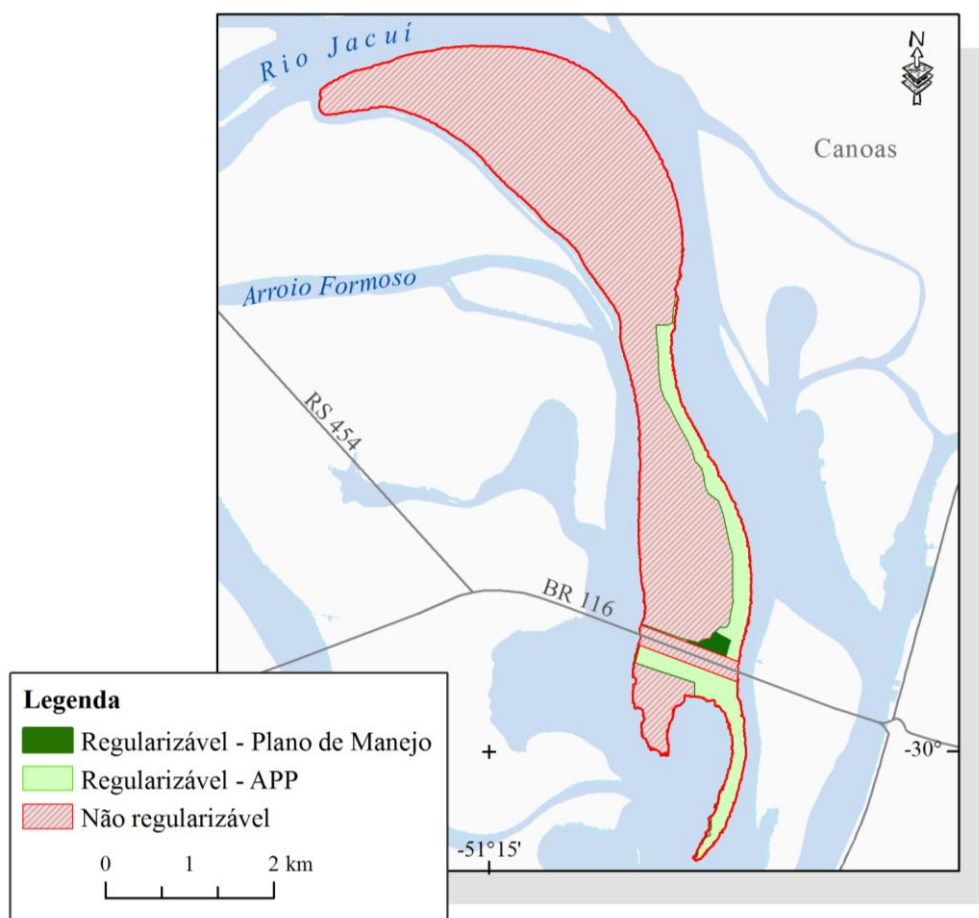 Rio Jacuí
N
Canoas
Arroio Formoso
RS 454
BR 116
-30°
-51°15'
Legenda
Regularizável - Plano de Manejo
Regularizável - APP
Não regularizável
0 1 2 km